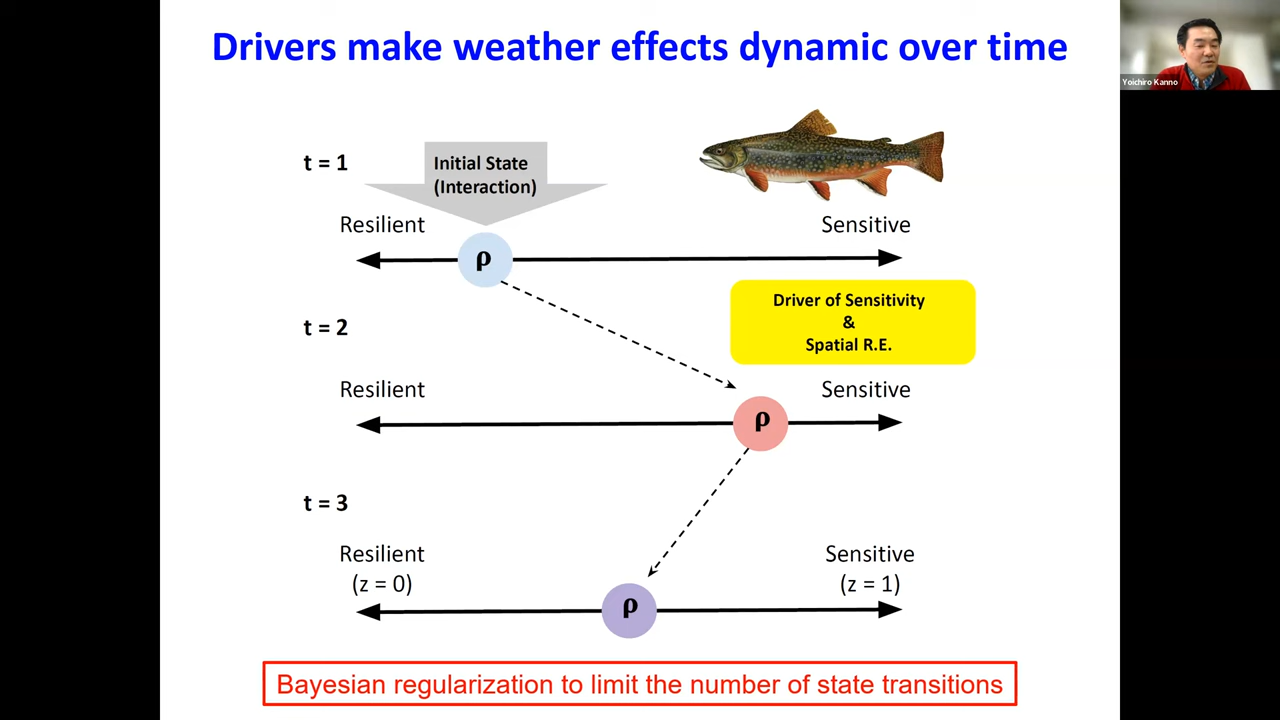 Drivers make weather effects dynamic over time
Yoichiro Kanno
t = 1
Initial State
(Interaction)
Resilient
Sensitive
ρ
Driver of Sensitivity
&
Spatial R.E.
t = 2
Resilient
Sensitive
ρ
t = 3
Resilient
(z = 0)
Sensitive
(z = 1)
ρ
Bayesian regularization to limit the number of state transitions